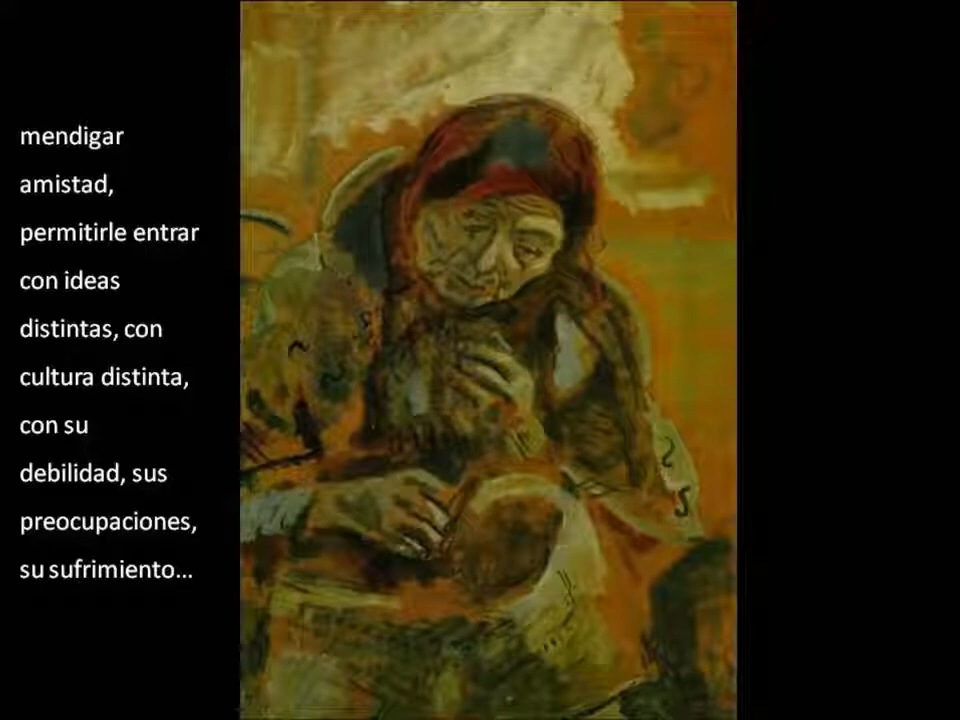 mendigar
amistad,
permitirle entrar
con ideas
distintas, con
cultura distinta,
con su
debilidad, sus
preocupaciones,
su sufrimiento…